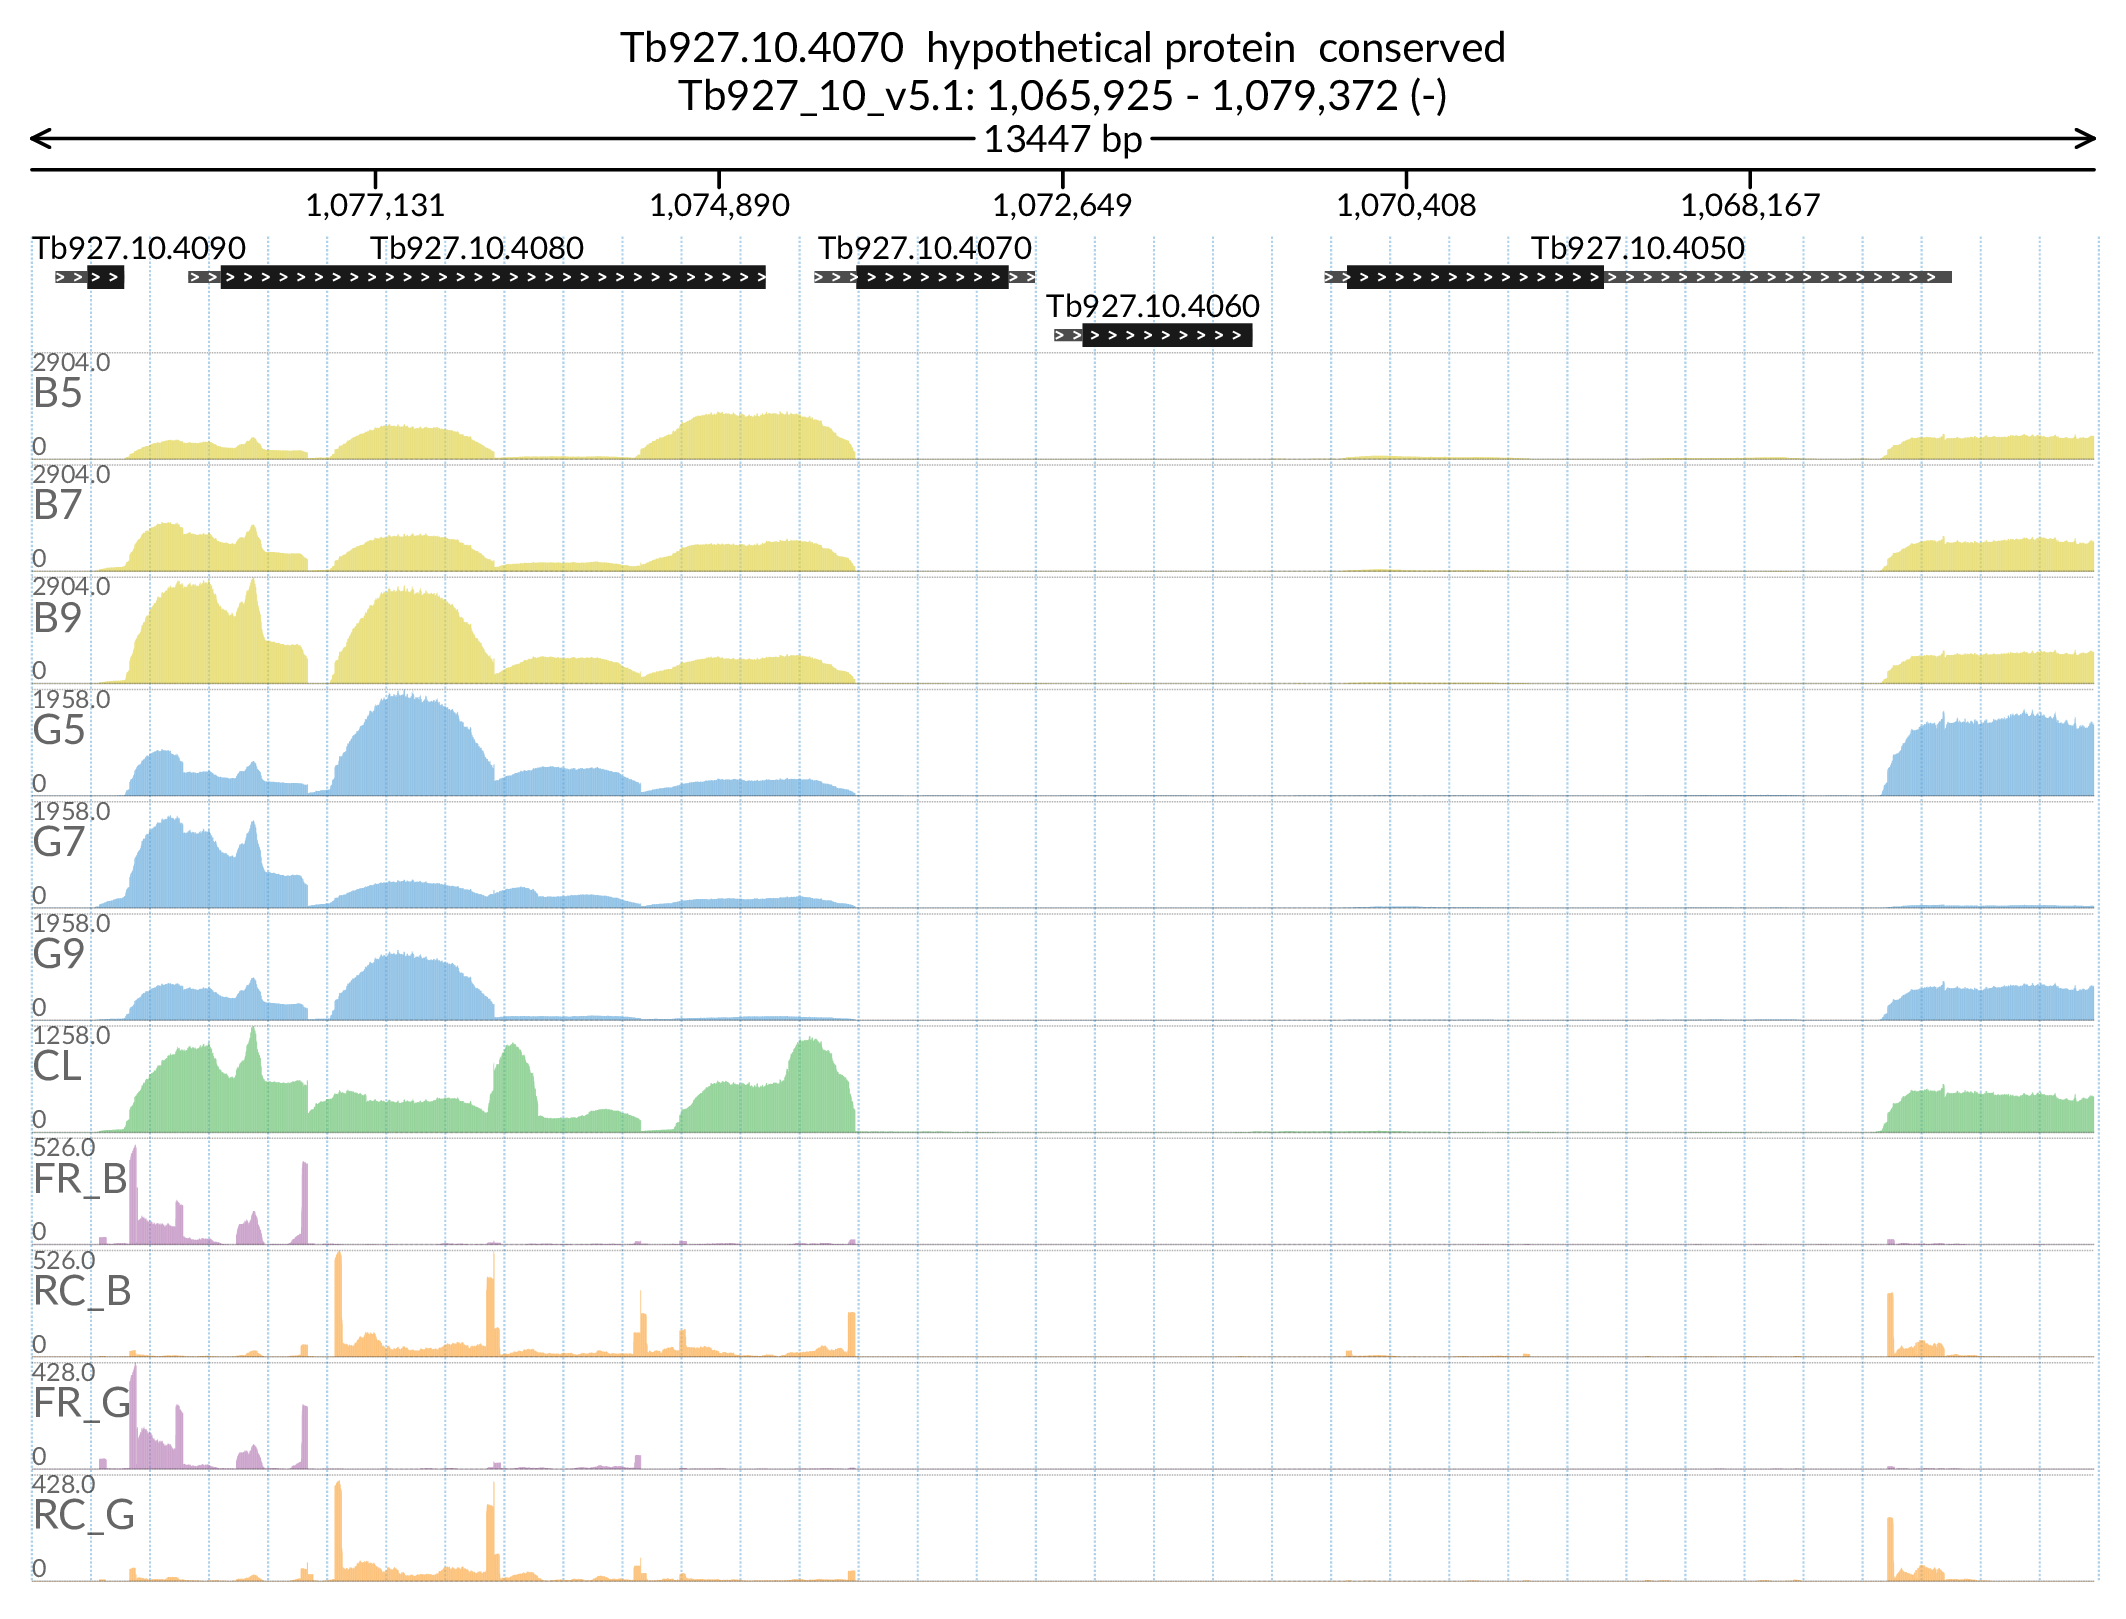 Tb927.10.4070 hypothetical protein conserved
Tb927_10_v5.1: 1,065,925 - 1,079,372 (-)
13447 bp
1,077,131 1,074,890 1,072,649 1,070,408 1,068,167
Tb927.10.4090 Tb927.10.4080 Tb927.10.4070 Tb927.10.4050
Tb927.10.4060
2904.0
B5
0
2904.0
B7
0
2904.0
B9
0
1958.0
G5
0
1958.0
G7
0
1958.0
G9
0
1258.0
CL
0
526.0
FR_B
0
526.0
RC_B
0
428.0
FR_G
0
428.0
RC_G
0